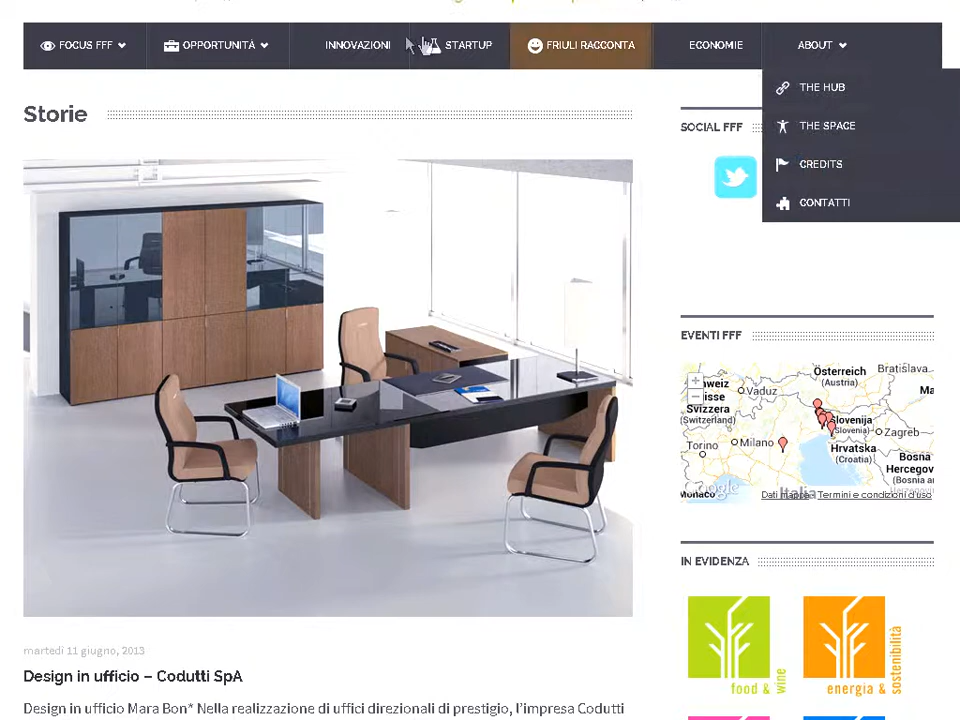 FOCUS FFF
OPPORTUNITÀ
INNOVAZIONI
STARTUP
FRIULI RACCONTA
ECONOMIE
ABOUT
THE HUB
THE SPACE
CREDITS
CONTATTI
Storie
SOCIAL FFF
EVENTI FFF
Österreich
(Austria)
Bratislava
Vaduz
Svizzera
(Switzerland)
Slovenija
(Slovenia)
Zagreb
Torino
Milano
Hrvatska
(Croatia)
Bosna
Monaco
Google
Italia
Dati mappa
Termini e condizioni d'uso
IN EVIDENZA
food & wine
energia & sostenibilità
martedì 11 giugno, 2013
Design in ufficio – Codutti SpA
Design in ufficio Mara Bon* Nella realizzazione di uffici direzionali di prestigio, l'impresa Codutti